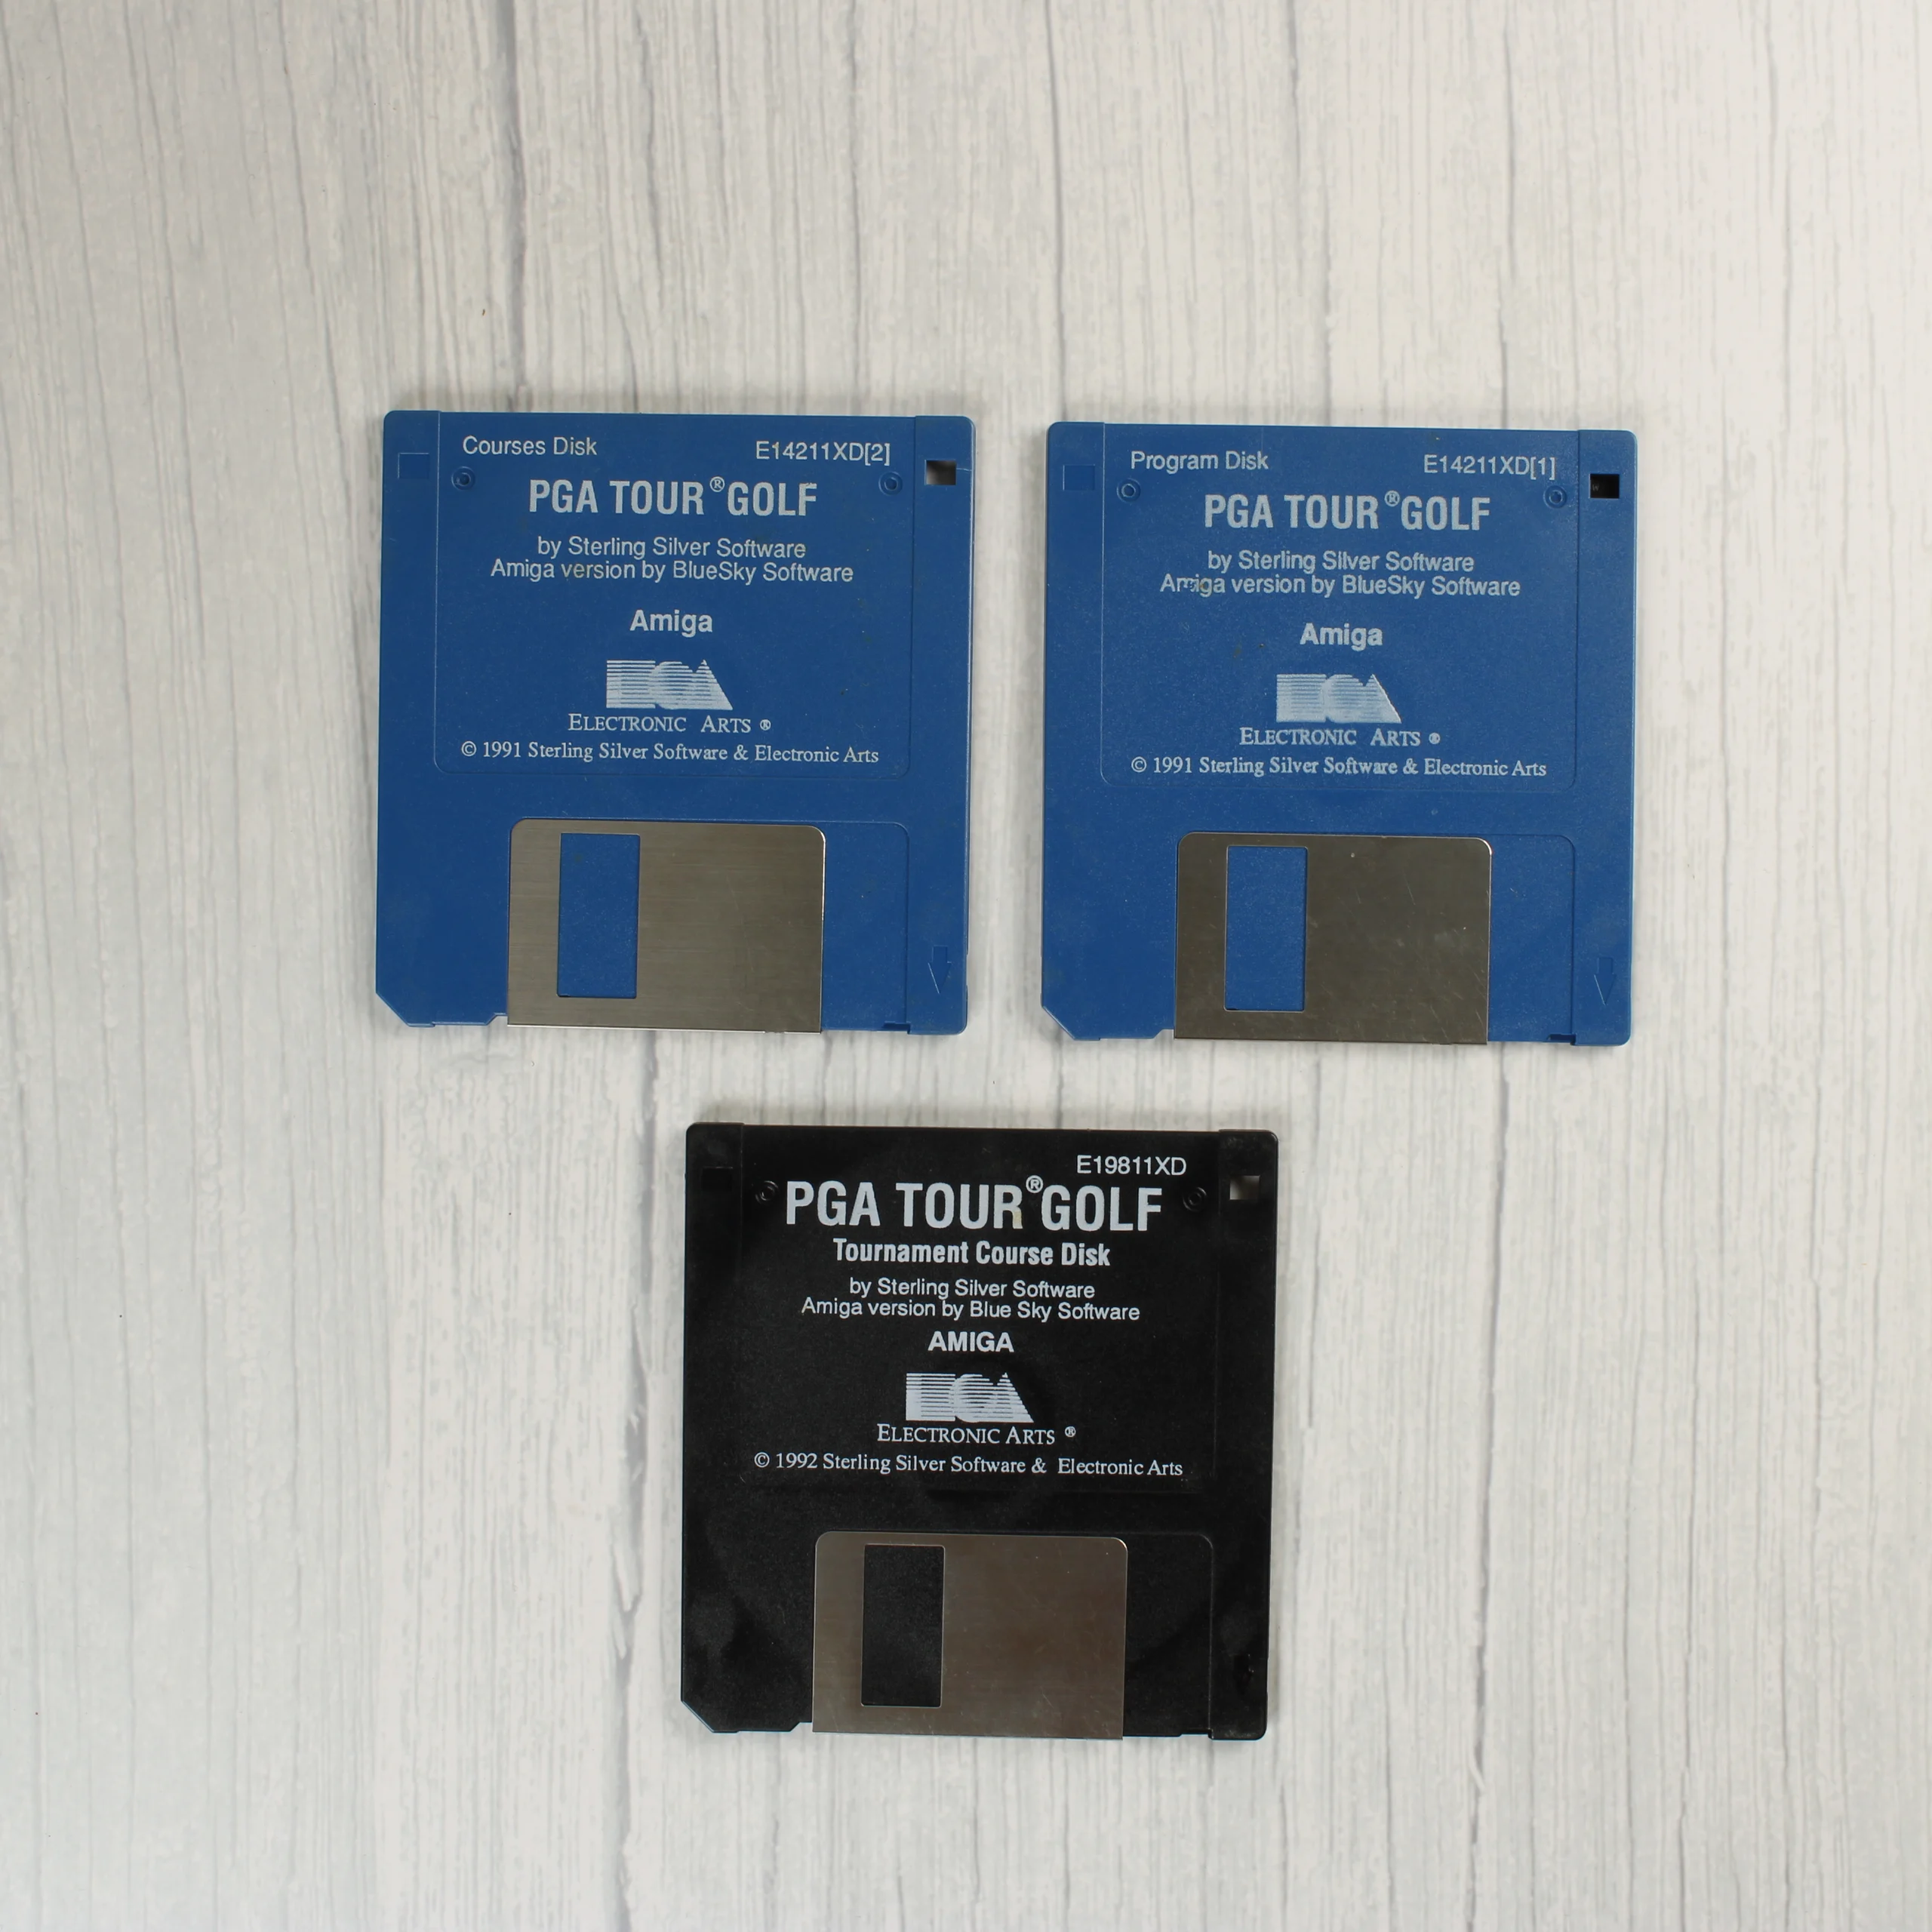 Courses Disk E14211XD[2]
PGA TOUR® GOLF
by Sterling Silver Software
Amiga version by BlueSky Software
Amiga
EA
ELECTRONIC ARTS ®
© 1991 Sterling Silver Software & Electronic Arts
Program Disk E14211XD[1]
PGA TOUR® GOLF
by Sterling Silver Software
Amiga version by BlueSky Software
Amiga
EA
ELECTRONIC ARTS ®
© 1991 Sterling Silver Software & Electronic Arts
E19811XD
PGA TOUR® GOLF
Tournament Course Disk
by Sterling Silver Software
Amiga version by Blue Sky Software
AMIGA
EA
ELECTRONIC ARTS ®
© 1992 Sterling Silver Software & Electronic Arts